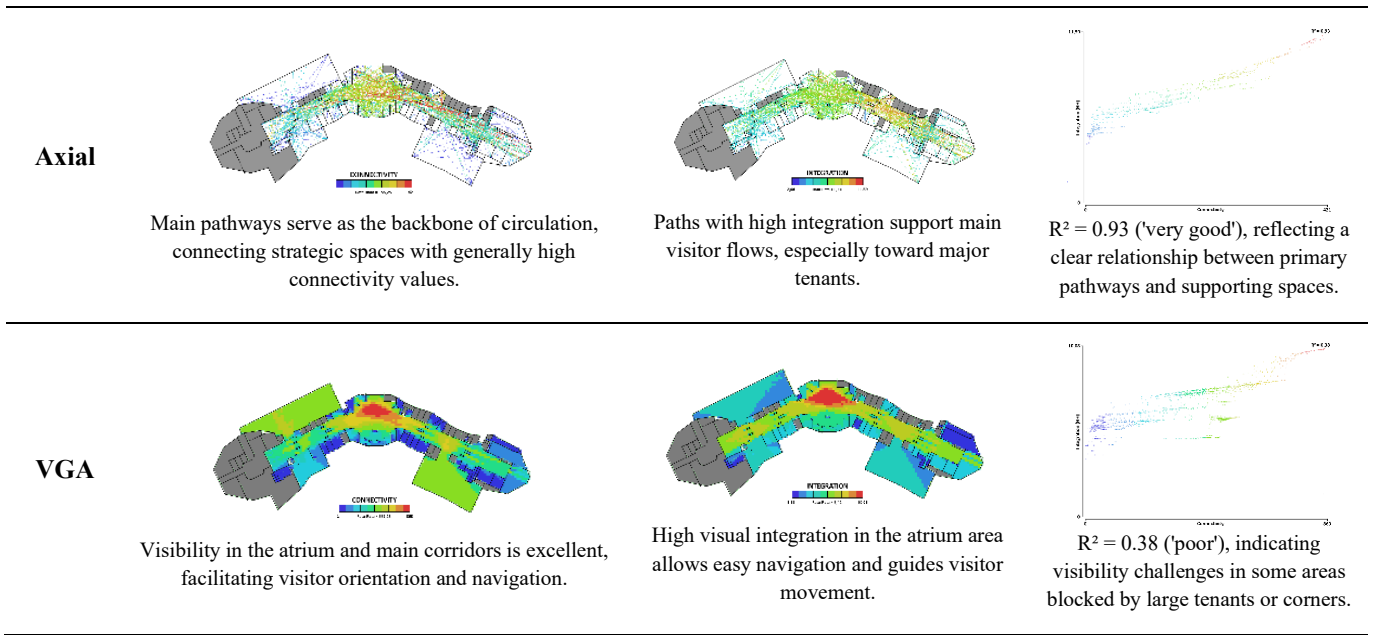 Axial
CONNECTIVITY
Main pathways serve as the backbone of circulation,
connecting strategic spaces with generally high
connectivity values.
INTEGRATION
Paths with high integration support main
visitor flows, especially toward major
tenants.
Connectivity
R² = 0.93 ('very good'), reflecting a
clear relationship between primary
pathways and supporting spaces.
VGA
CONNECTIVITY
Visibility in the atrium and main corridors is excellent,
facilitating visitor orientation and navigation.
INTEGRATION
High visual integration in the atrium area
allows easy navigation and guides visitor
movement.
Connectivity
R² = 0.38 ('poor'), indicating
visibility challenges in some areas
blocked by large tenants or corners.